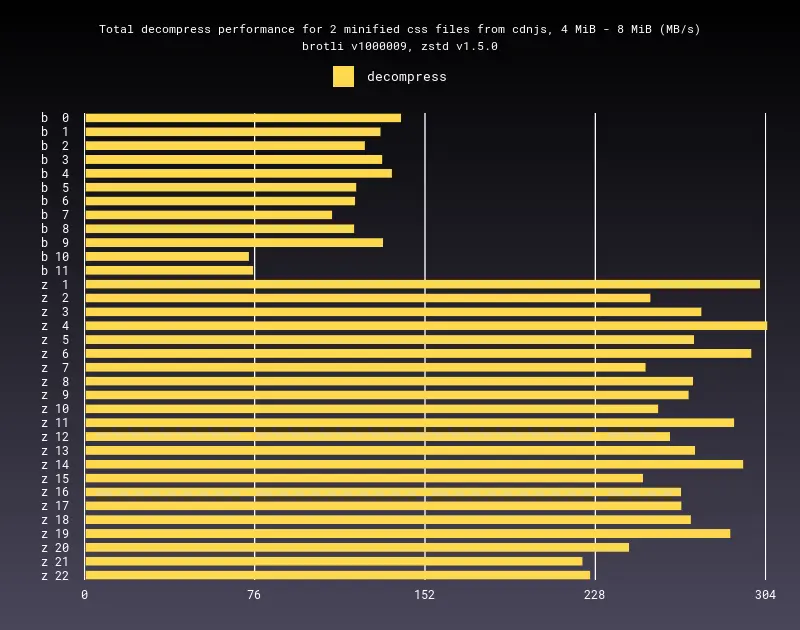 Total decompress performance for 2 minified css files from cdnjs, 4 MiB - 8 MiB (MB/s)
brotli v1000009, zstd v1.5.0
decompress
b 0
b 1
b 2
b 3
b 4
b 5
b 6
b 7
b 8
b 9
b 10
b 11
z 1
z 2
z 3
z 4
z 5
z 6
z 7
z 8
z 9
z 10
z 11
z 12
z 13
z 14
z 15
z 16
z 17
z 18
z 19
z 20
z 21
z 22
0 76 152 228 304